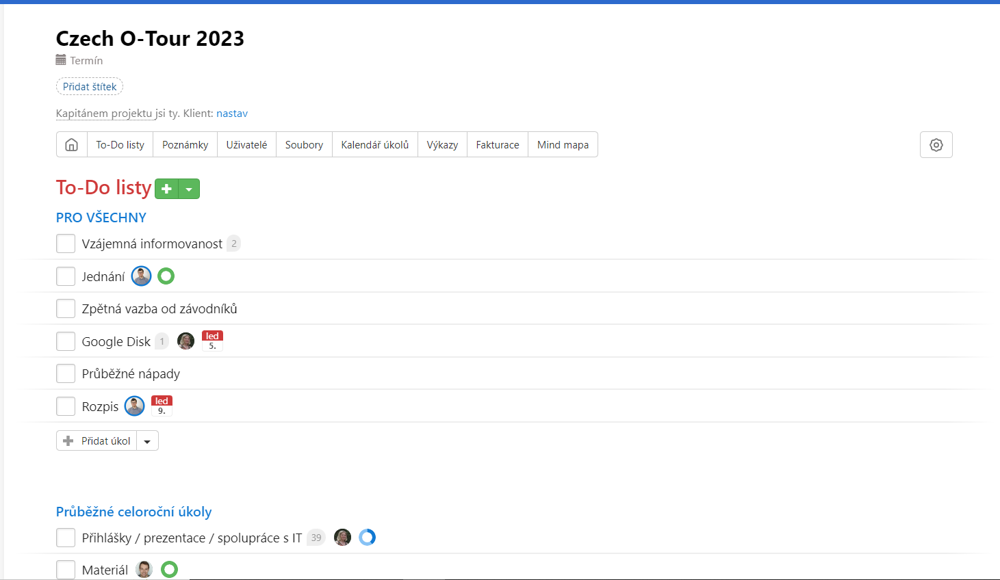 Czech O-Tour 2023
Termín
Přidat štítek
Kapitánem projektu jsi ty. Klient: nastav
To-Do listy Poznámky Uživatelé Soubory Kalendář úkolů Výkazy Fakturace Mind mapa
To-Do listy
PRO VŠECHNY
Vzájemná informovanost 2
Jednání
Zpětná vazba od závodníků
Google Disk 1 led 5.
Průběžné nápady
Rozpis led 9.
Přidat úkol
Průběžné celoroční úkoly
Přihlášky / prezentace / spolupráce s IT 39
Materiál